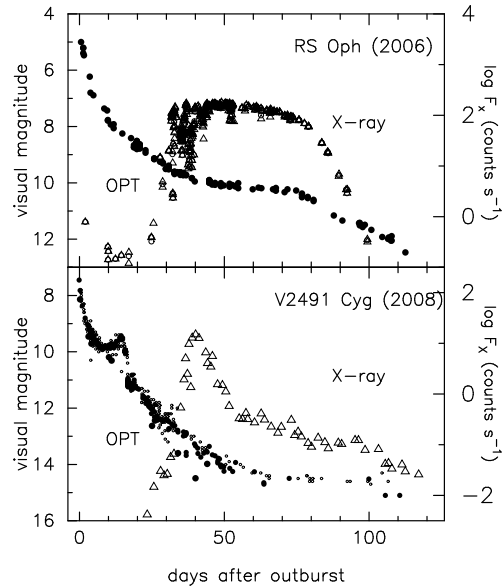 RS Oph (2006)
X-ray
OPT
visual magnitude
4
6
8
10
12
4
2
0
log F_x (counts s⁻¹)
V2491 Cyg (2008)
X-ray
OPT
visual magnitude
8
10
12
14
16
2
0
−2
log F_x (counts s⁻¹)
0 50 100
days after outburst